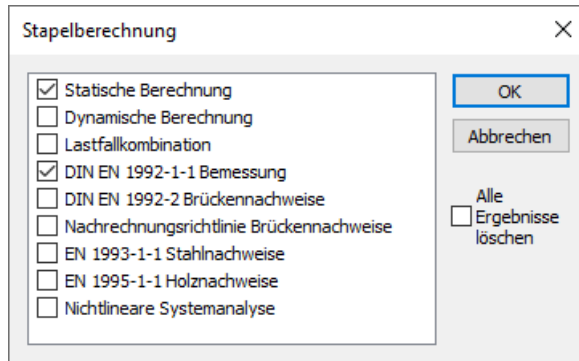 Stapelberechnung
Statische Berechnung
Dynamische Berechnung
Lastfallkombination
DIN EN 1992-1-1 Bemessung
DIN EN 1992-2 Brückennachweise
Nachrechnungsrichtlinie Brückennachweise
EN 1993-1-1 Stahlnachweise
EN 1995-1-1 Holznachweise
Nichtlineare Systemanalyse
OK
Abbrechen
Alle
Ergebnisse
löschen